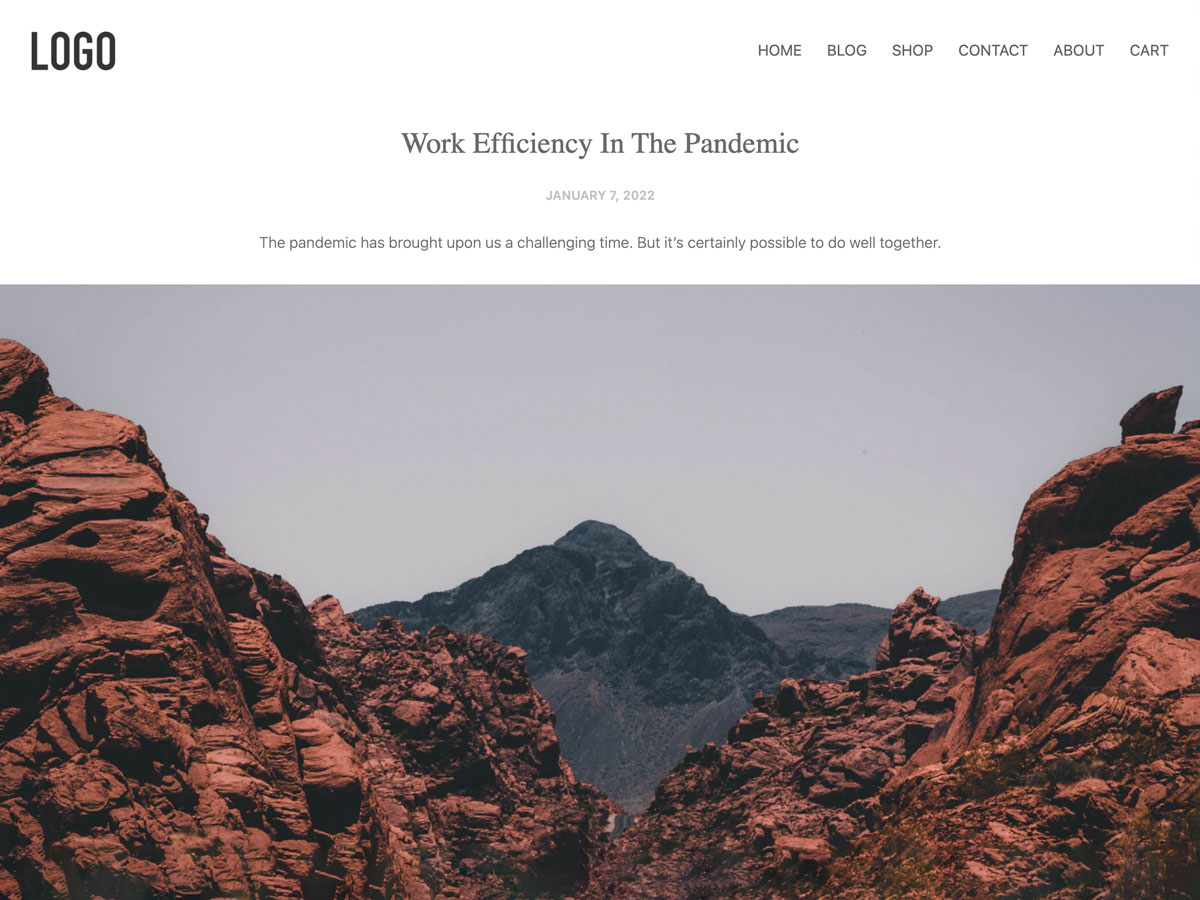 LOGO
HOME BLOG SHOP CONTACT ABOUT CART
Work Efficiency In The Pandemic
JANUARY 7, 2022
The pandemic has brought upon us a challenging time. But it’s certainly possible to do well together.